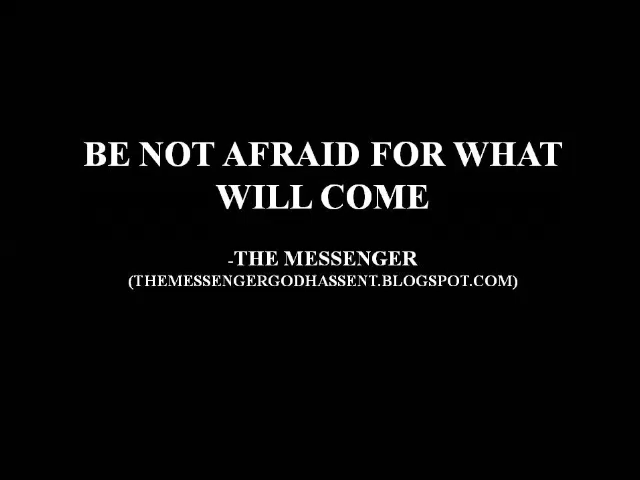 BE NOT AFRAID FOR WHAT
WILL COME
-THE MESSENGER
(THEMESSENGERGODHASSENT.BLOGSPOT.COM)